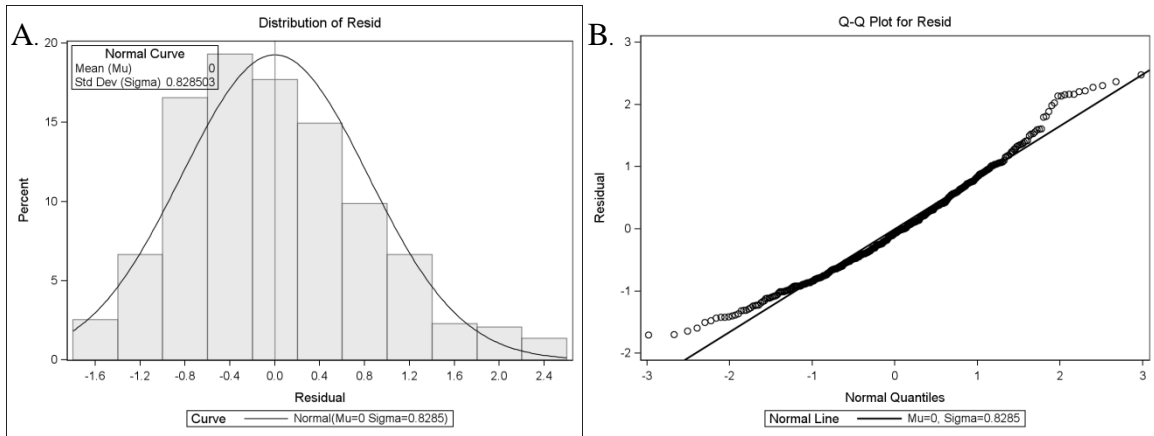 A.
Distribution of Resid
Normal Curve
Mean (Mu) 0
Std Dev (Sigma) 0.828503
20
15
10
5
0
Percent
-1.6 -1.2 -0.8 -0.4 0.0 0.4 0.8 1.2 1.6 2.0 2.4
Residual
Curve Normal(Mu=0 Sigma=0.8285)
B.
Q-Q Plot for Resid
3
2
1
0
-1
-2
Residual
-3 -2 -1 0 1 2 3
Normal Quantiles
Normal Line Mu=0, Sigma=0.8285